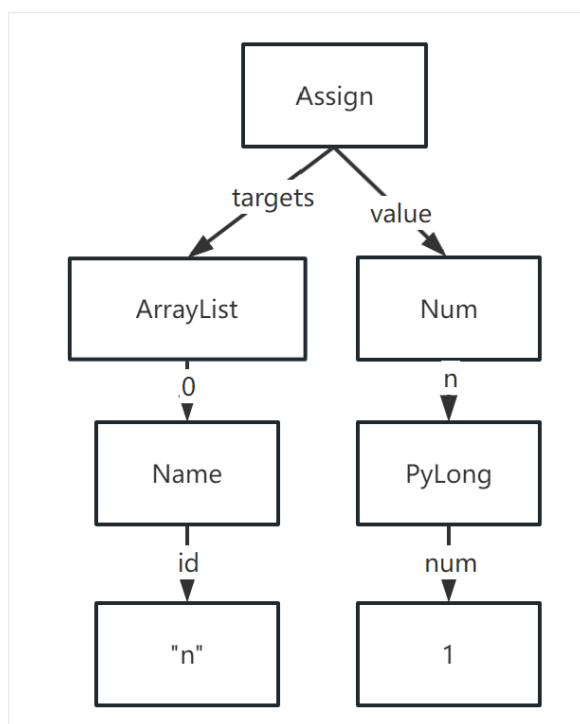 Assign
targets
value
ArrayList
Num
0
n
Name
PyLong
id
num
"n"
1